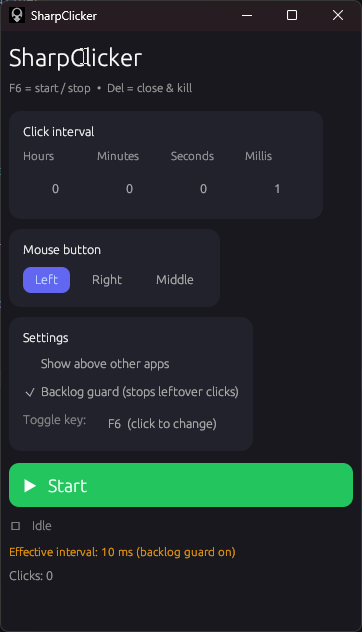 SharpClicker
SharpClicker
F6 = start / stop • Del = close & kill
Click interval
Hours Minutes Seconds Millis
0 0 0 1
Mouse button
Left Right Middle
Settings
Show above other apps
✓ Backlog guard (stops leftover clicks)
Toggle key: F6 (click to change)
▶ Start
Idle
Effective interval: 10 ms (backlog guard on)
Clicks: 0